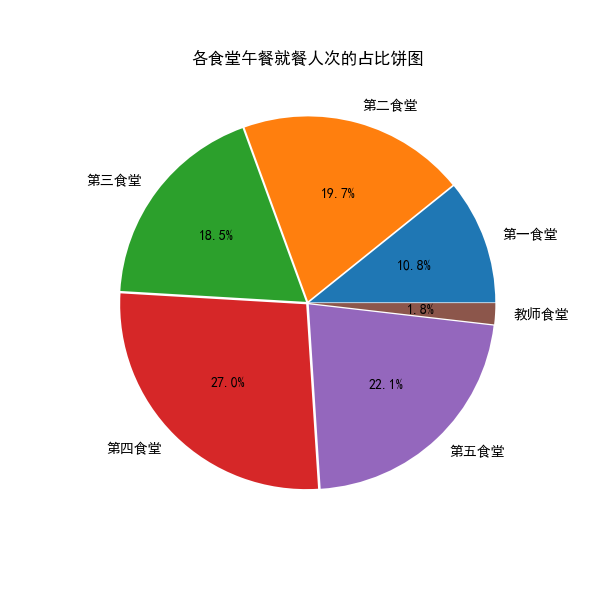 各食堂午餐就餐人次的占比饼图
第二食堂
第三食堂
19.7%
第一食堂
18.5%
10.8%
1.8%
教师食堂
27.0%
22.1%
第四食堂
第五食堂